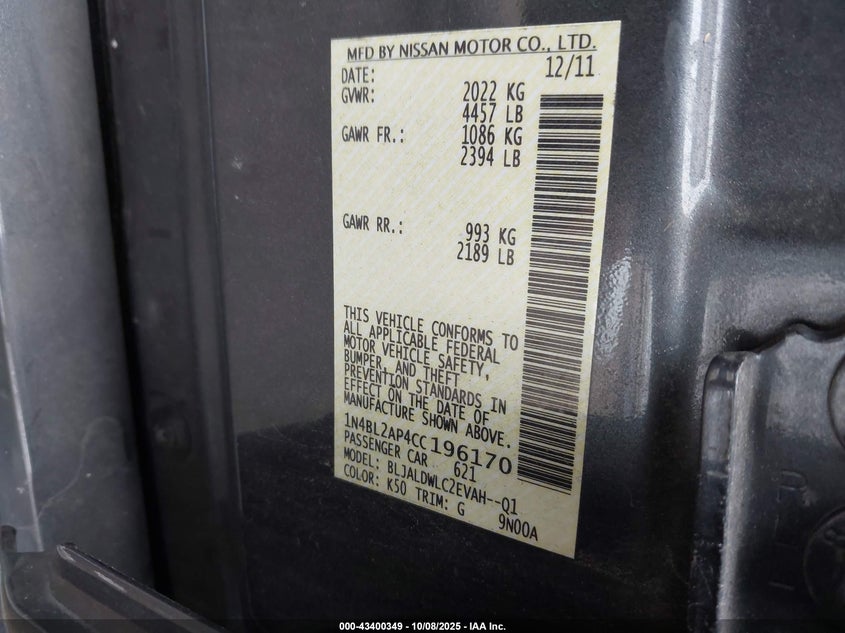 MFD BY NISSAN MOTOR CO., LTD.
DATE: 12/11
GVWR: 2022 KG
4457 LB
GAWR FR.: 1086 KG
2394 LB
GAWR RR.: 993 KG
2189 LB
THIS VEHICLE CONFORMS TO
ALL APPLICABLE FEDERAL
MOTOR VEHICLE SAFETY,
BUMPER, AND THEFT
PREVENTION STANDARDS IN
EFFECT ON THE DATE OF
MANUFACTURE SHOWN ABOVE.
1N4BL2AP4CC196170
PASSENGER CAR 621
MODEL: BLJALDWLC2EVAH--Q1
COLOR: K50 TRIM: G 9N00A
000-43400349 - 10/08/2025 - IAA Inc.